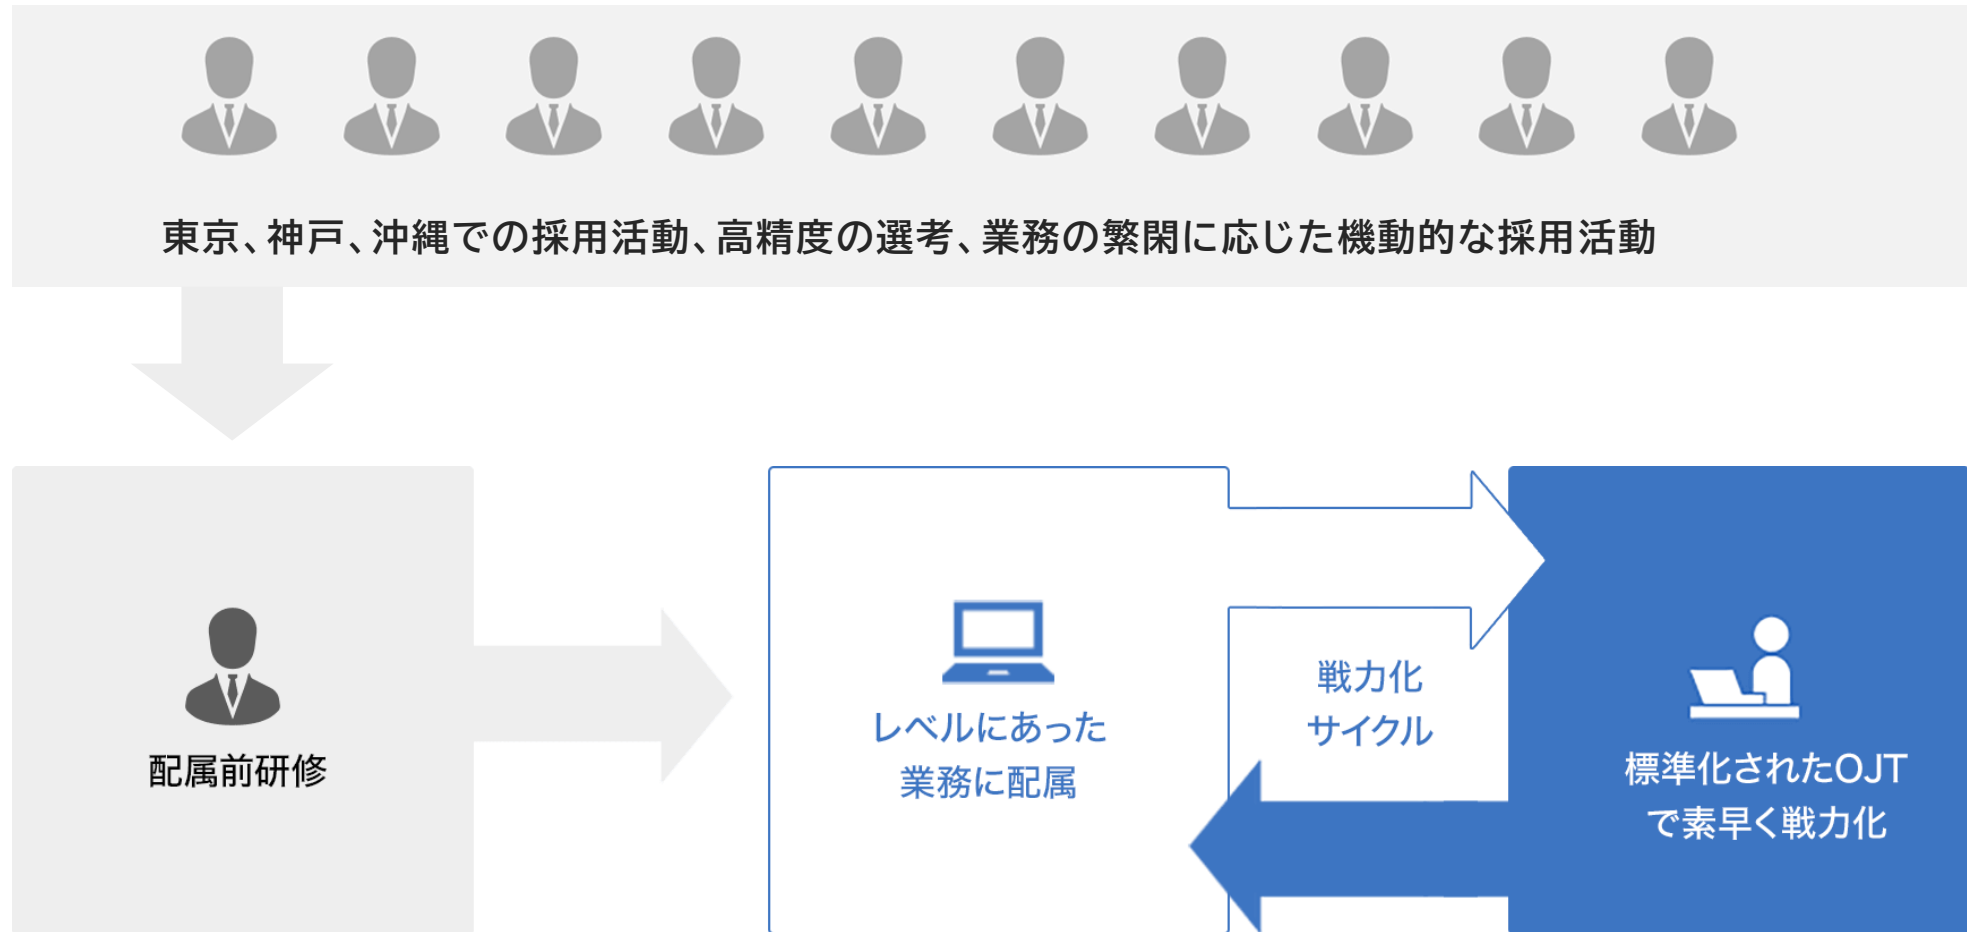 東京、神戸、沖縄での採用活動、高精度の選考、業務の繁閑に応じた機動的な採用活動
配属前研修
レベルにあった
業務に配属
戦力化
サイクル
標準化されたOJT
で素早く戦力化